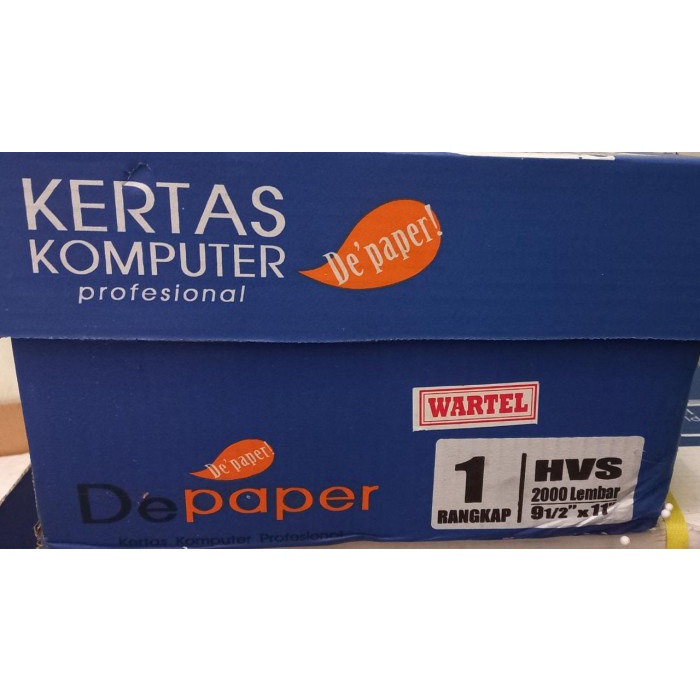 KERTAS
KOMPUTER
profesional
De'paper!
WARTEL
De'paper!
Depaper
Kertas Komputer Profesional
1
RANGKAP
HVS
2000 Lembar
9 1/2" x 11"